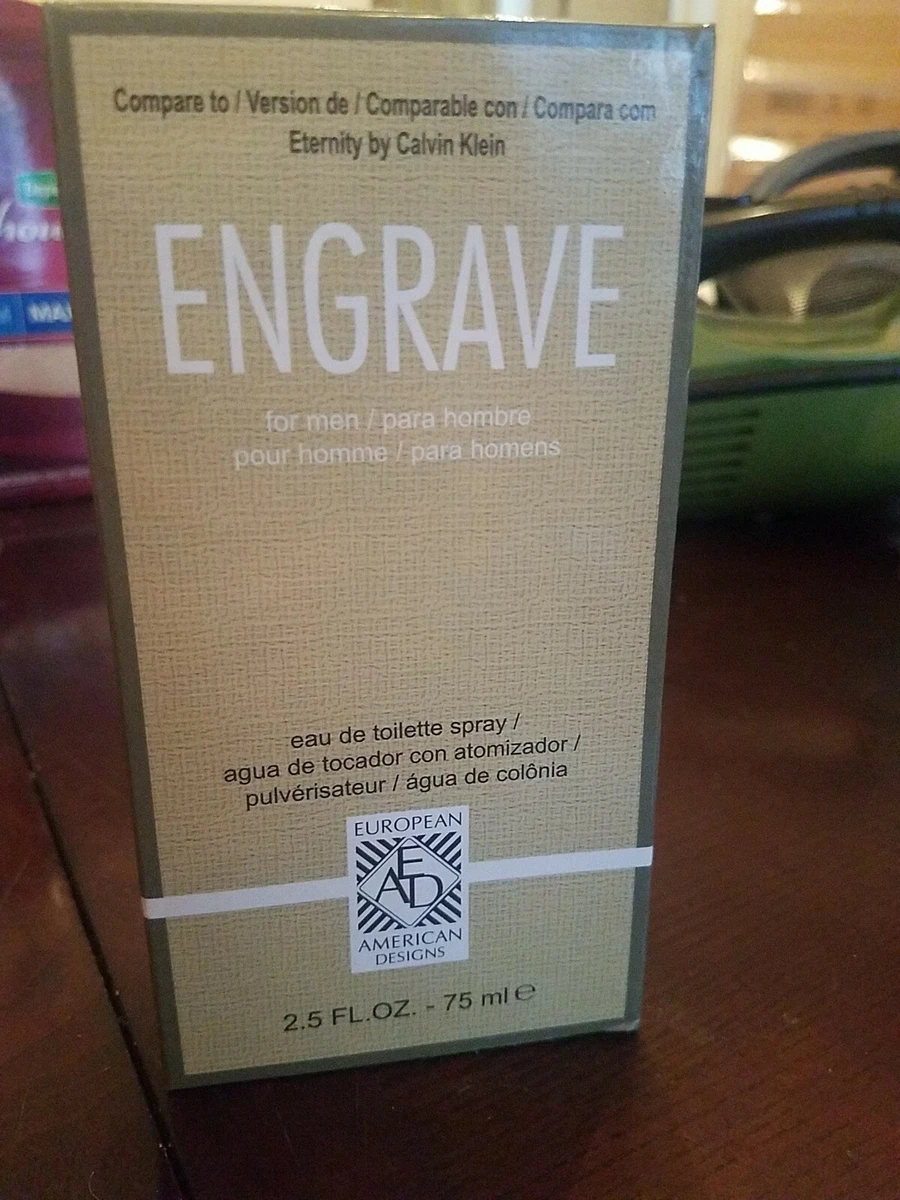 Compare to / Version de / Comparable con / Compara com
Eternity by Calvin Klein
ENGRAVE
for men / para hombre
pour homme / para homens
eau de toilette spray /
agua de tocador con atomizador /
pulvérisateur / água de colônia
EUROPEAN
EAD
AMERICAN
DESIGNS
2.5 FL.OZ. - 75 ml ℮